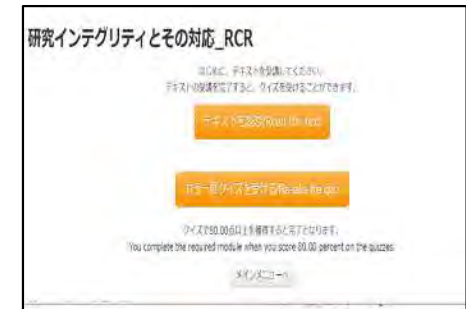 研究インテグリティとその対応_RCR
はじめに、テキストを受講してください。
テキストの受講を完了すると、クイズを受けることができます。
テキストを読む/Read the text
もう一度クイズを受ける/Re-take the quiz
クイズで80.00点以上を獲得すると完了となります。
You complete the required module when you score 80.00 percent on the quizzes.
メインメニューへ